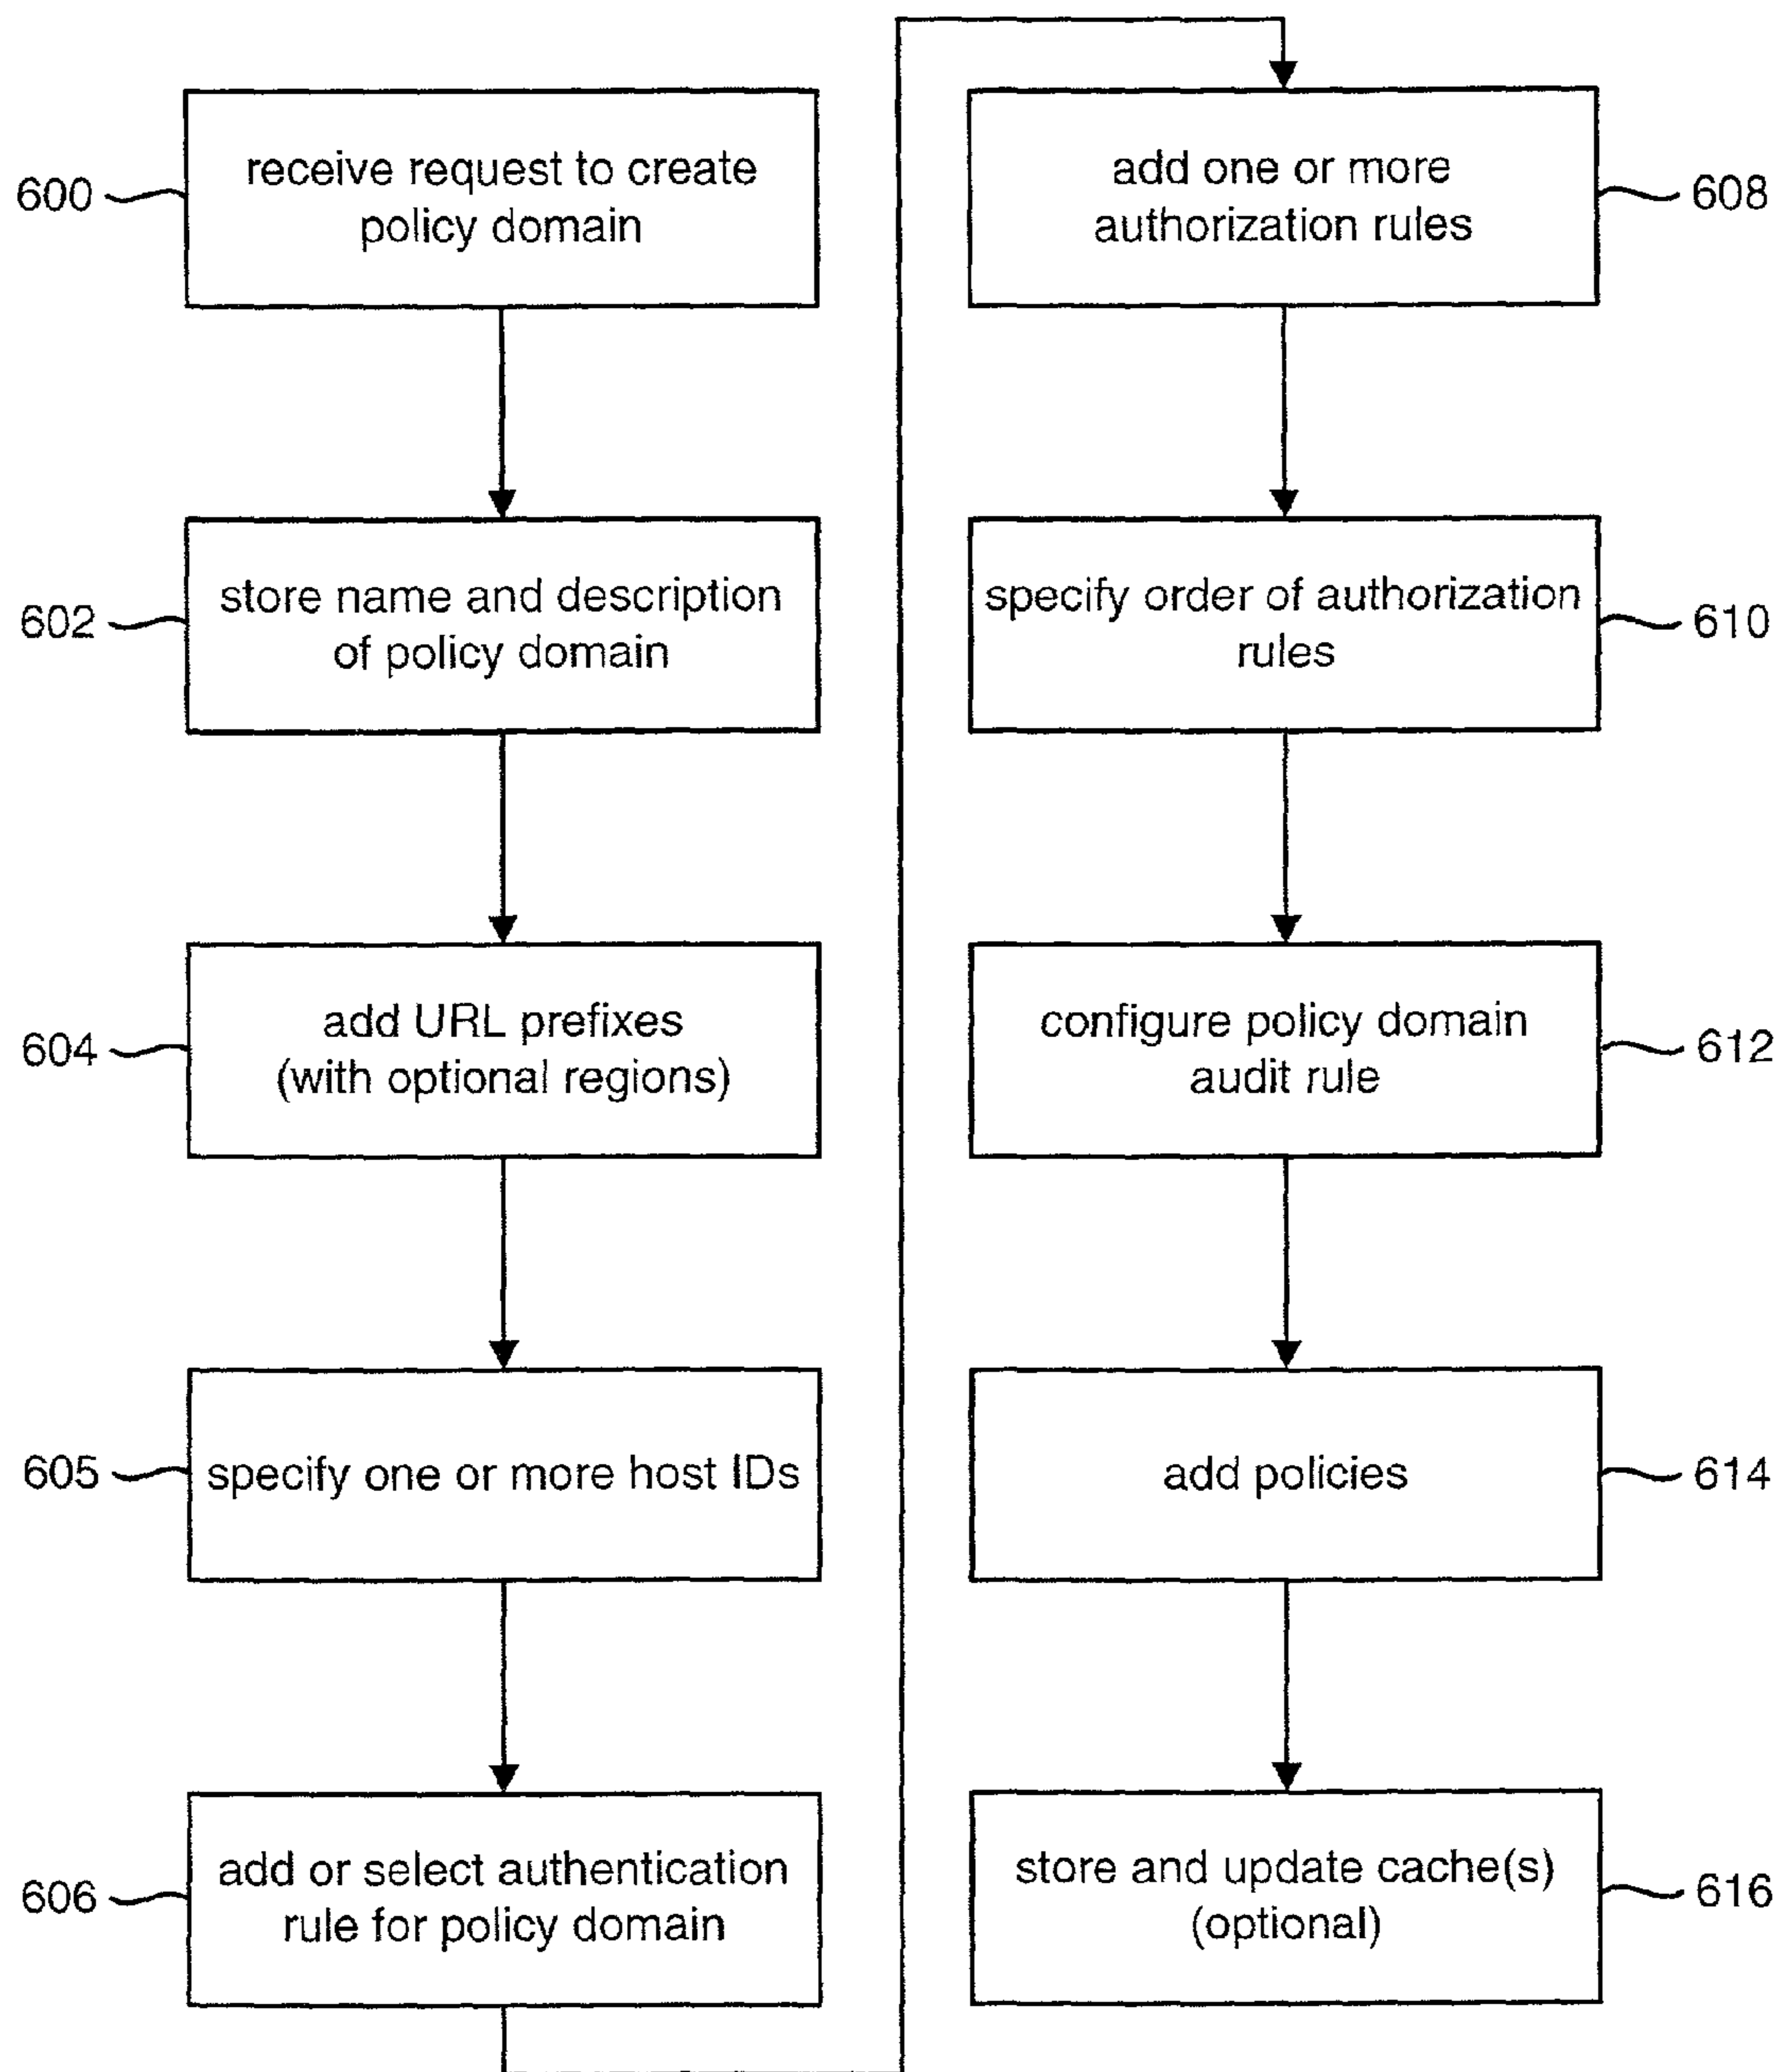 600
receive request to create
policy domain
602
store name and description
of policy domain
604
add URL prefixes
(with optional regions)
605
specify one or more host IDs
606
add or select authentication
rule for policy domain
add one or more
authorization rules
608
specify order of authorization
rules
610
configure policy domain
audit rule
612
add policies
614
store and update cache(s)
(optional)
616